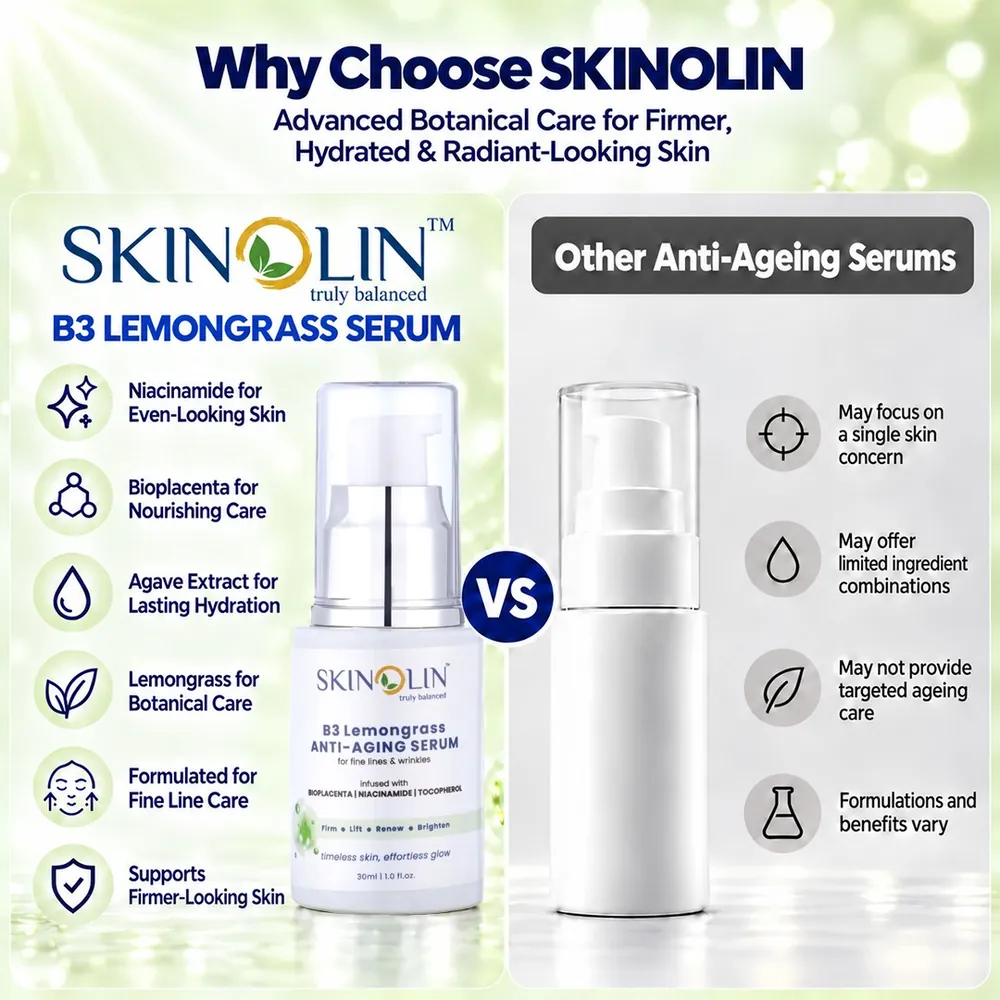 Why Choose SKINOLIN
Advanced Botanical Care for Firmer,
Hydrated & Radiant-Looking Skin
SKINOLIN™
truly balanced
B3 LEMONGRASS SERUM
Niacinamide for
Even-Looking Skin
Bioplacenta for
Nourishing Care
Agave Extract for
Lasting Hydration
Lemongrass for
Botanical Care
Formulated for
Fine Line Care
Supports
Firmer-Looking Skin
SKINOLIN™
truly balanced
B3 Lemongrass
ANTI-AGING SERUM
for fine lines & wrinkles
infused with
BIOPLACENTA | NIACINAMIDE | TOCOPHEROL
Firm • Lift • Renew • Brighten
timeless skin, effortless glow
30ml | 1.0 fl.oz.
VS
Other Anti-Ageing Serums
May focus on
a single skin
concern
May offer
limited ingredient
combinations
May not provide
targeted ageing
care
Formulations and
benefits vary